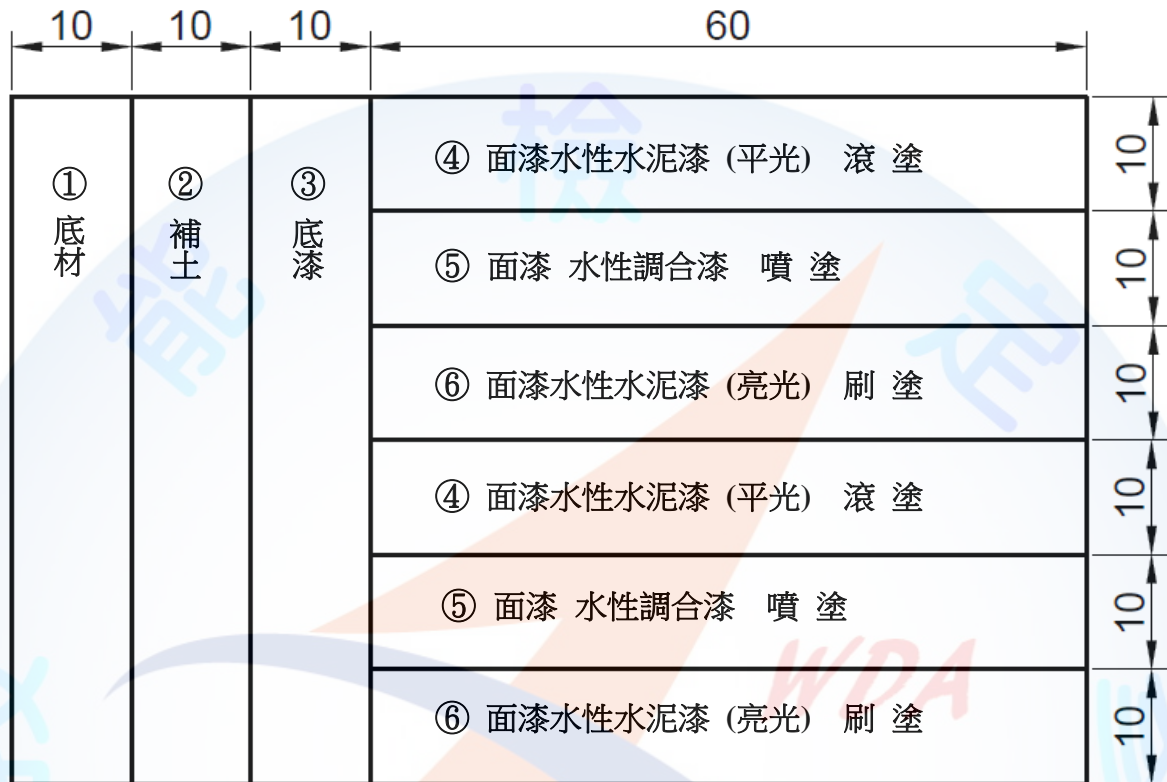 10 10 10 60
① 底材
② 補土
③ 底漆
④ 面漆水性水泥漆 (平光) 滾 塗
10
⑤ 面漆 水性調合漆 噴 塗
10
⑥ 面漆水性水泥漆 (亮光) 刷 塗
10
④ 面漆水性水泥漆 (平光) 滾 塗
10
⑤ 面漆 水性調合漆 噴 塗
10
⑥ 面漆水性水泥漆 (亮光) 刷 塗
10
能檢定
WDA